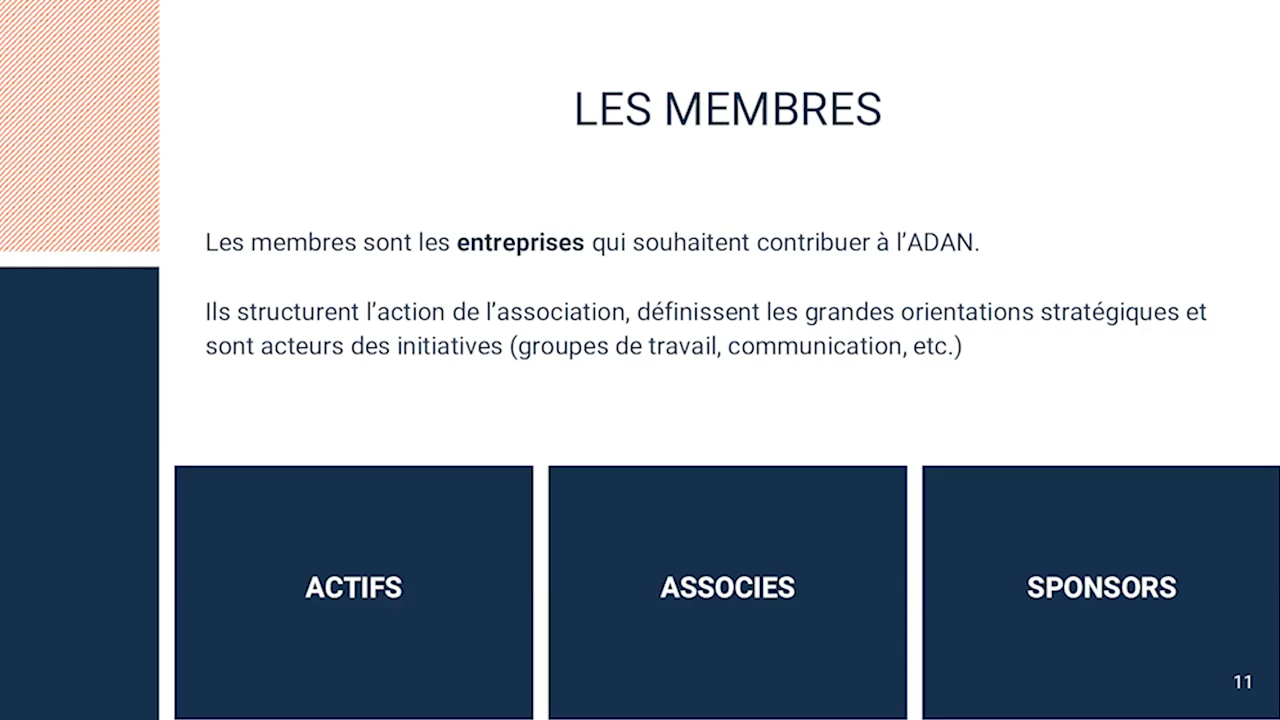 LES MEMBRES
Les membres sont les entreprises qui souhaitent contribuer à l’ADAN.
Ils structurent l’action de l’association, définissent les grandes orientations stratégiques et
sont acteurs des initiatives (groupes de travail, communication, etc.)
ACTIFS
ASSOCIES
SPONSORS
11